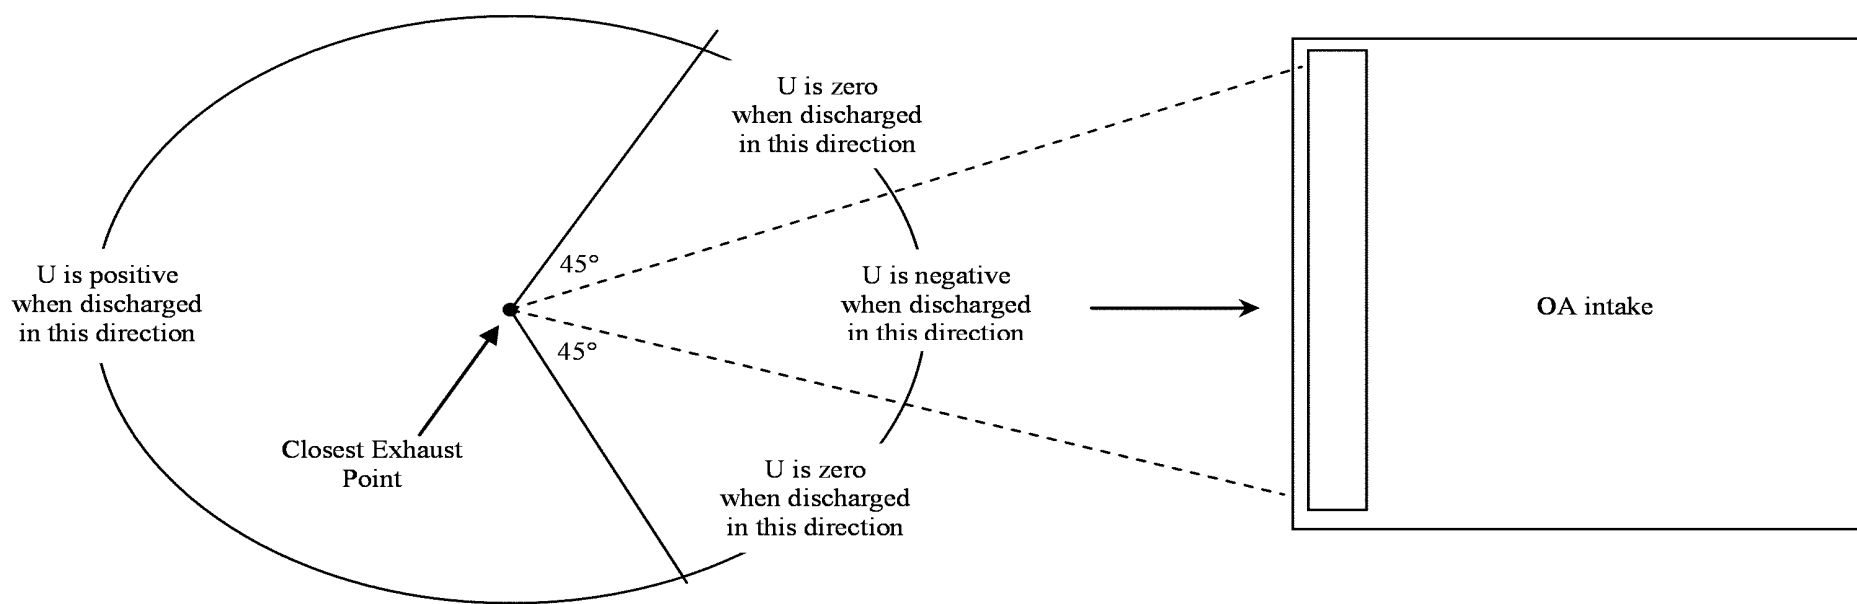 U is zero
when discharged
in this direction
45°
U is positive
when discharged
in this direction
U is negative
when discharged
in this direction
OA intake
45°
Closest Exhaust
Point
U is zero
when discharged
in this direction